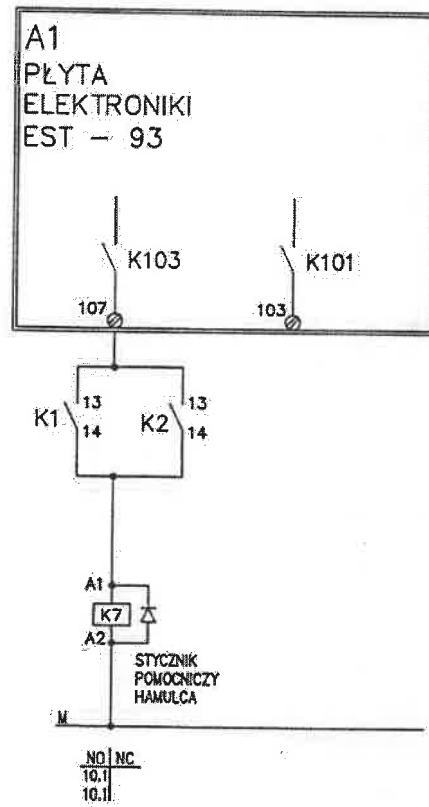 A1
PŁYTA
ELEKTRONIKI
EST - 93
K103
K101
107
103
K1
13
14
K2
13
14
A1
K7
A2
STYCZNIK
POMOCNICZY
HAMULCA
M
NO NC
10.1
10.1